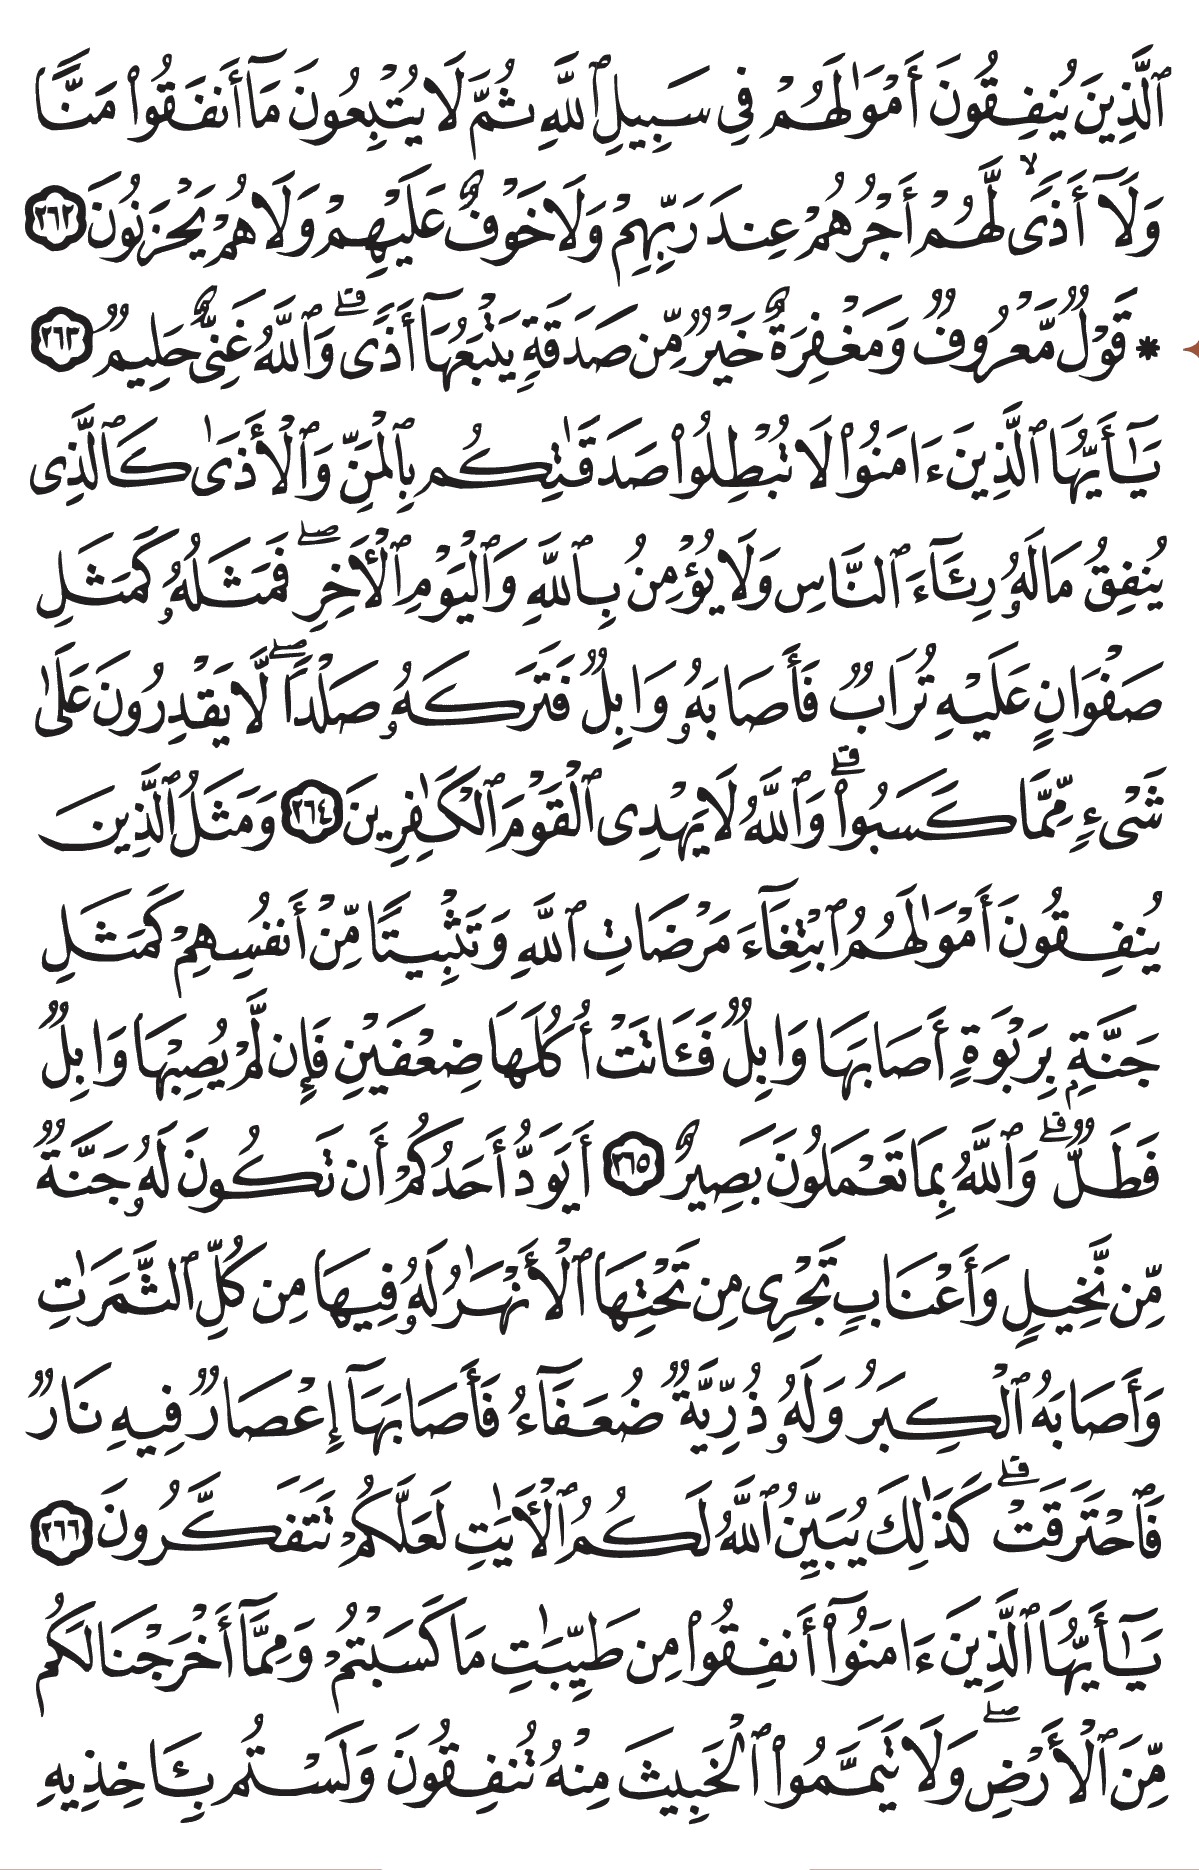 ٱلَّذِينَ يُنفِقُونَ أَمْوَٰلَهُمْ فِى سَبِيلِ ٱللَّهِ ثُمَّ لَا يُتْبِعُونَ مَآ أَنفَقُوا۟ مَنًّا
وَلَآ أَذًى ۙ لَّهُمْ أَجْرُهُمْ عِندَ رَبِّهِمْ وَلَا خَوْفٌ عَلَيْهِمْ وَلَا هُمْ يَحْزَنُونَ ٢٦٢
* قَوْلٌ مَّعْرُوفٌ وَمَغْفِرَةٌ خَيْرٌ مِّن صَدَقَةٍ يَتْبَعُهَآ أَذًى ۗ وَٱللَّهُ غَنِىٌّ حَلِيمٌ ٢٦٣
يَـٰٓأَيُّهَا ٱلَّذِينَ ءَامَنُوا۟ لَا تُبْطِلُوا۟ صَدَقَـٰتِكُم بِٱلْمَنِّ وَٱلْأَذَىٰ كَٱلَّذِى
يُنفِقُ مَالَهُۥ رِئَآءَ ٱلنَّاسِ وَلَا يُؤْمِنُ بِٱللَّهِ وَٱلْيَوْمِ ٱلْـَٔاخِرِ ۖ فَمَثَلُهُۥ كَمَثَلِ
صَفْوَانٍ عَلَيْهِ تُرَابٌ فَأَصَابَهُۥ وَابِلٌ فَتَرَكَهُۥ صَلْدًا ۖ لَّا يَقْدِرُونَ عَلَىٰ
شَىْءٍ مِّمَّا كَسَبُوا۟ ۗ وَٱللَّهُ لَا يَهْدِى ٱلْقَوْمَ ٱلْكَـٰفِرِينَ ٢٦٤ وَمَثَلُ ٱلَّذِينَ
يُنفِقُونَ أَمْوَٰلَهُمُ ٱبْتِغَآءَ مَرْضَاتِ ٱللَّهِ وَتَثْبِيتًا مِّنْ أَنفُسِهِمْ كَمَثَلِ
جَنَّةٍۭ بِرَبْوَةٍ أَصَابَهَا وَابِلٌ فَـَٔاتَتْ أُكُلَهَا ضِعْفَيْنِ فَإِن لَّمْ يُصِبْهَا وَابِلٌ
فَطَلٌّ ۗ وَٱللَّهُ بِمَا تَعْمَلُونَ بَصِيرٌ ٢٦٥ أَيَوَدُّ أَحَدُكُمْ أَن تَكُونَ لَهُۥ جَنَّةٌ
مِّن نَّخِيلٍ وَأَعْنَابٍ تَجْرِى مِن تَحْتِهَا ٱلْأَنْهَـٰرُ لَهُۥ فِيهَا مِن كُلِّ ٱلثَّمَرَٰتِ
وَأَصَابَهُ ٱلْكِبَرُ وَلَهُۥ ذُرِّيَّةٌ ضُعَفَآءُ فَأَصَابَهَآ إِعْصَارٌ فِيهِ نَارٌ
فَٱحْتَرَقَتْ ۗ كَذَٰلِكَ يُبَيِّنُ ٱللَّهُ لَكُمُ ٱلْـَٔايَـٰتِ لَعَلَّكُمْ تَتَفَكَّرُونَ ٢٦٦
يَـٰٓأَيُّهَا ٱلَّذِينَ ءَامَنُوٓا۟ أَنفِقُوا۟ مِن طَيِّبَـٰتِ مَا كَسَبْتُمْ وَمِمَّآ أَخْرَجْنَا لَكُم
مِّنَ ٱلْأَرْضِ ۖ وَلَا تَيَمَّمُوا۟ ٱلْخَبِيثَ مِنْهُ تُنفِقُونَ وَلَسْتُم بِـَٔاخِذِيهِ